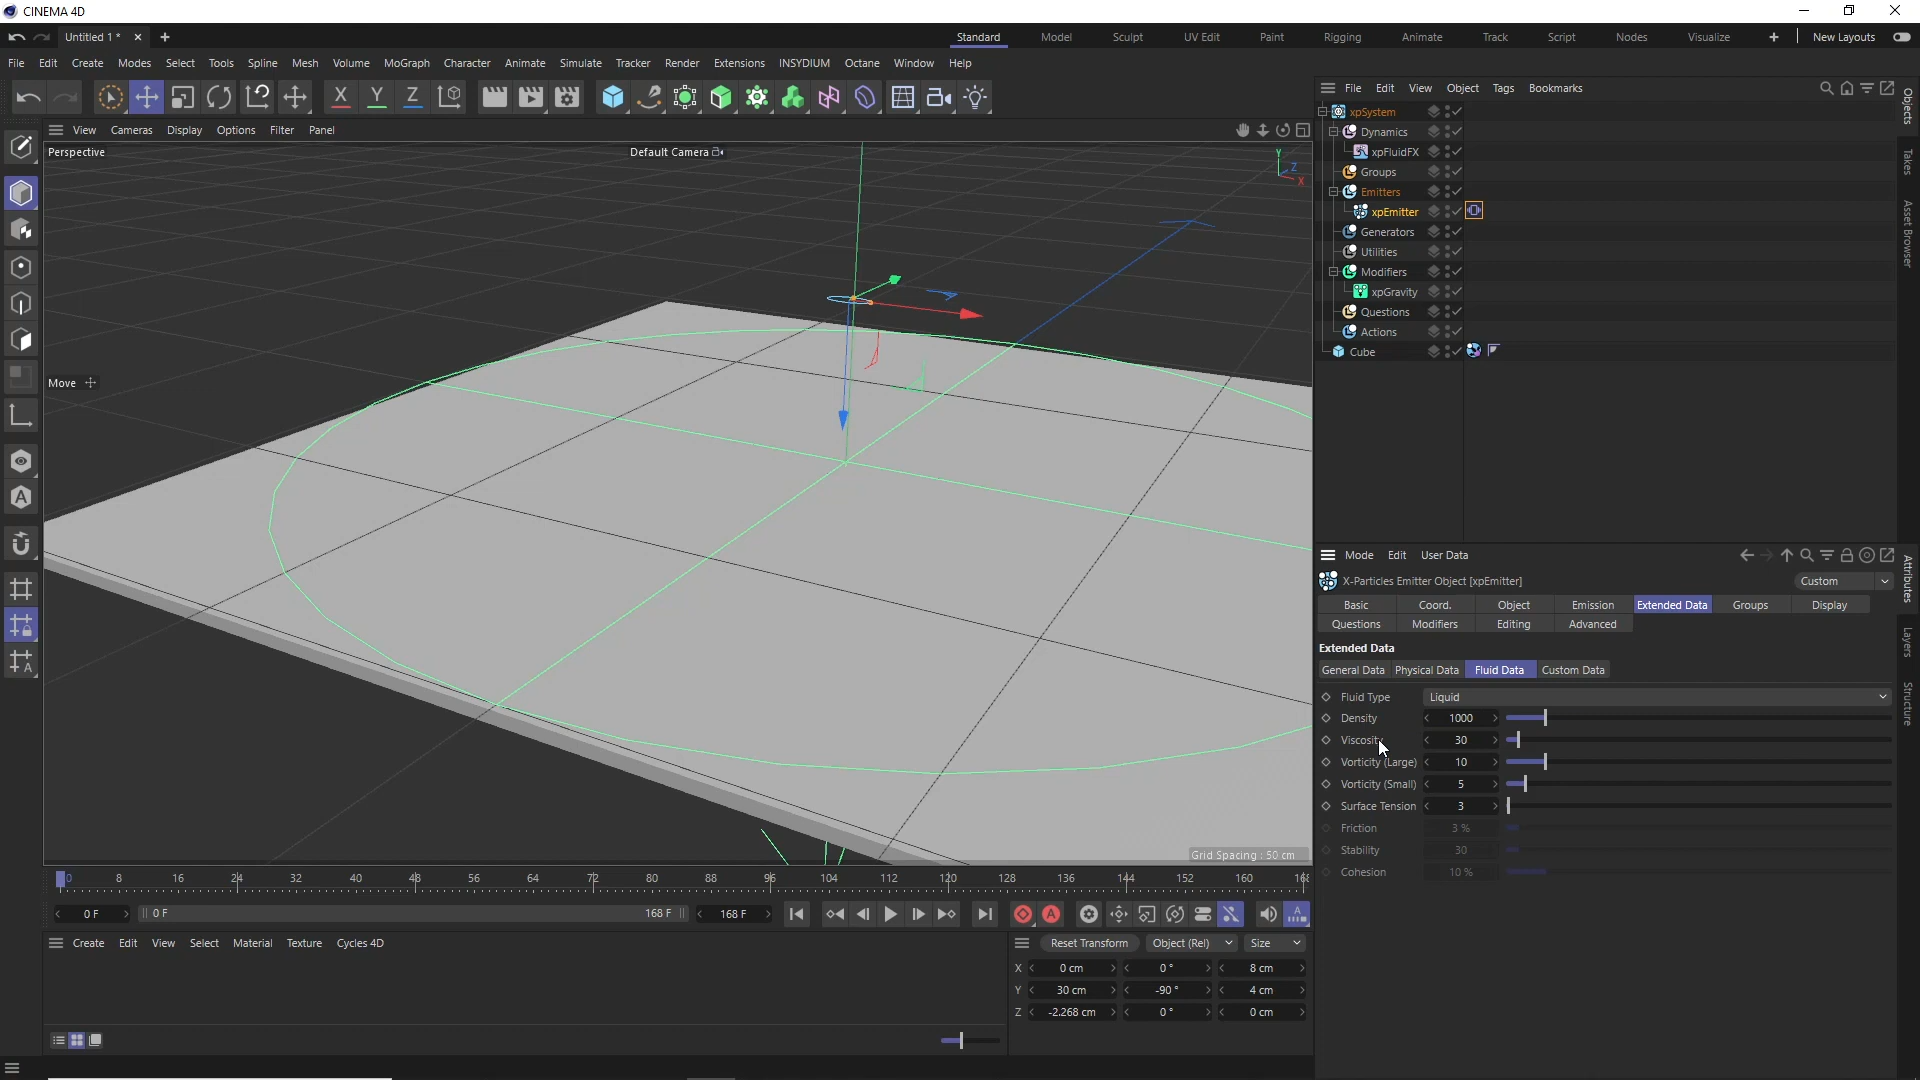 CINEMA 4D
Untitled 1 *
Standard Model Sculpt UV Edit Paint Rigging Animate Track Script Nodes Visualize New Layouts
File Edit Create Modes Select Tools Spline Mesh Volume MoGraph Character Animate Simulate Tracker Render Extensions INSYDIUM Octane Window Help
X Y Z
File Edit View Object Tags Bookmarks
xpSystem
Dynamics
xpFluidFX
Groups
Emitters
xpEmitter
Generators
Utilities
Modifiers
xpGravity
Questions
Actions
Cube
Objects
Takes
Asset Browser
View Cameras Display Options Filter Panel
Perspective
Default Camera
Y
Z
X
Move
Grid Spacing : 50 cm
Mode Edit User Data
X-Particles Emitter Object [xpEmitter]
Custom
Basic Coord. Object Emission Extended Data Groups Display
Questions Modifiers Editing Advanced
Extended Data
General Data Physical Data Fluid Data Custom Data
Fluid Type Liquid
Density 1000
Viscosity 30
Vorticity (Large) 10
Vorticity (Small) 5
Surface Tension 3
Friction 3 %
Stability 30
Cohesion 10 %
Attributes
Layers
Structure
0 8 16 24 32 40 48 56 64 72 80 88 96 104 112 120 128 136 144 152 160
0 F 0 F 168 F 168 F
Create Edit View Select Material Texture Cycles 4D
Reset Transform Object (Rel) Size
X 0 cm 0 ° 8 cm
Y 30 cm -90 ° 4 cm
Z -2.268 cm 0 ° 0 cm